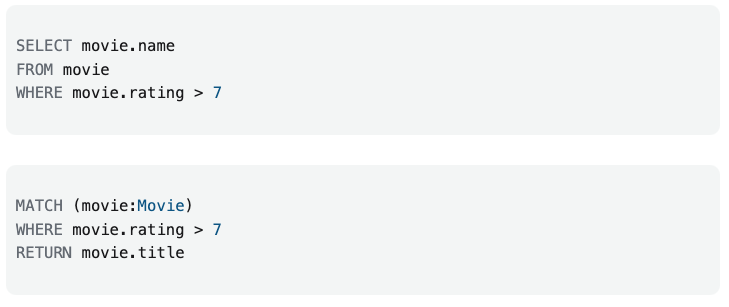 SELECT movie.name
FROM movie
WHERE movie.rating > 7
MATCH (movie:Movie)
WHERE movie.rating > 7
RETURN movie.title